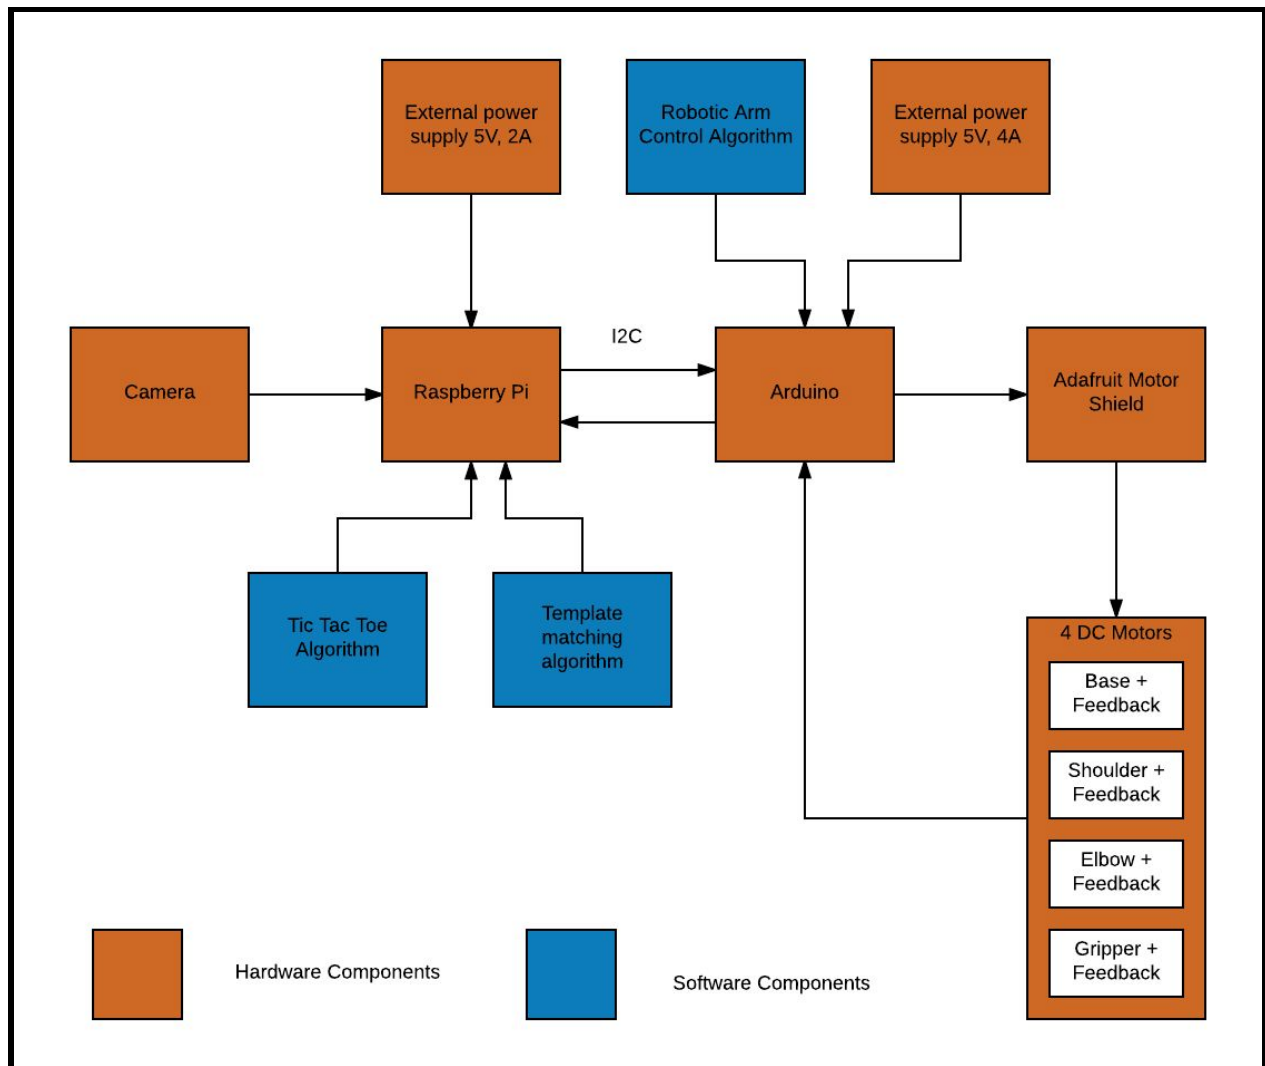 External power
supply 5V, 2A
Robotic Arm
Control Algorithm
External power
supply 5V, 4A
Camera
Raspberry Pi
I2C
Arduino
Adafruit Motor
Shield
Tic Tac Toe
Algorithm
Template
matching
algorithm
4 DC Motors
Base +
Feedback
Shoulder +
Feedback
Elbow +
Feedback
Gripper +
Feedback
Hardware Components
Software Components